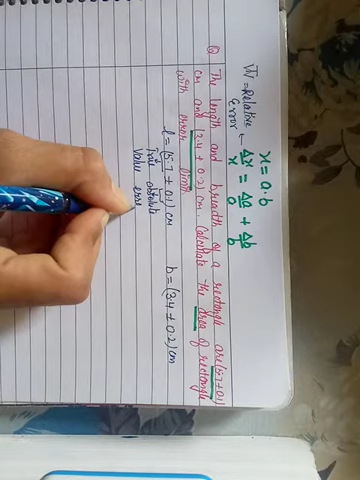 x = a.b
IV = Relative Error ← Δx/x = Δa/a + Δb/b
Q The length and breadth of a rectangle are (5.7 ± 0.1)
cm and (3.4 ± 0.2) cm. Calculate the area of rectangle
with error limit
l = (5.7 ± 0.1) cm b = (3.4 ± 0.2) cm
True absolute
value error